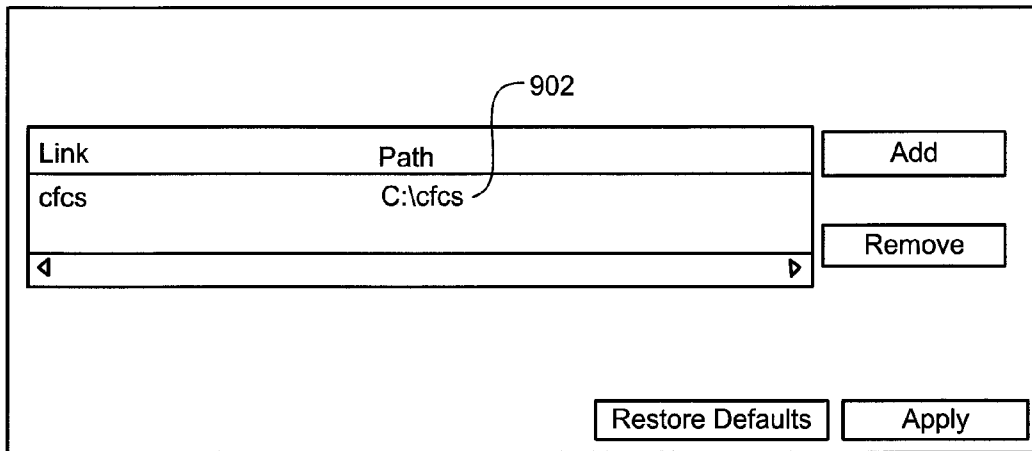 902
Link Path
cfcs C:\cfcs
Add
Remove
Restore Defaults Apply